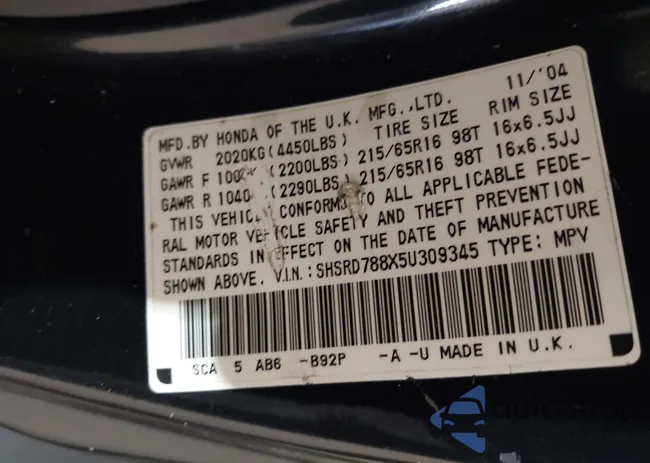 MFD.BY HONDA OF THE U.K. MFG.,LTD. 11/'04
GVWR 2020KG(4450LBS) TIRE SIZE RIM SIZE
GAWR F (2200LBS) 215/65R16 98T 16x6.5JJ
GAWR R (2290LBS) 215/65R16 98T 16x6.5JJ
THIS VEHICLE CONFORMS TO ALL APPLICABLE FEDE-
RAL MOTOR VEHICLE SAFETY AND THEFT PREVENTION
STANDARDS IN EFFECT ON THE DATE OF MANUFACTURE
SHOWN ABOVE. V.I.N.:SHSRD788X5U309345 TYPE: MPV
SCA 5 AB6 -B92P -A -U MADE IN U.K.
autoshop